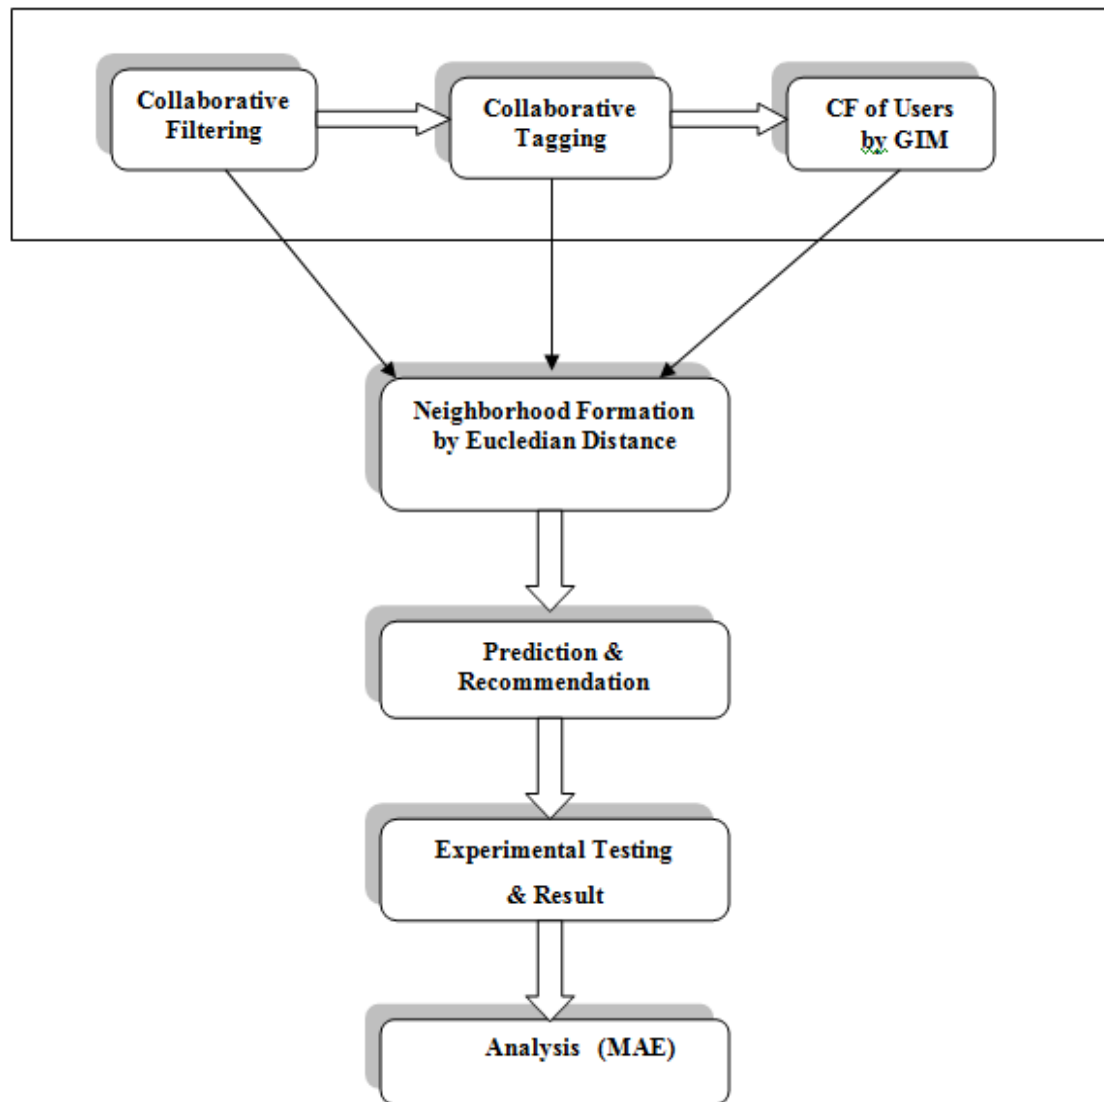 Collaborative
Filtering
Collaborative
Tagging
CF of Users
by GIM
Neighborhood Formation
by Eucledian Distance
Prediction &
Recommendation
Experimental Testing
& Result
Analysis (MAE)